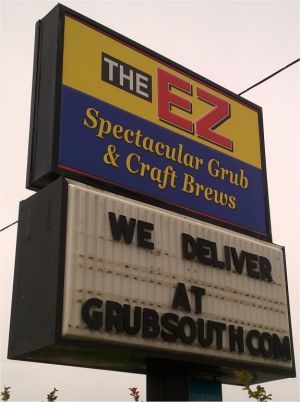 THE EZ
Spectacular Grub
& Craft Brews
WE DELIVER
AT
GRUBSOUTH.COM